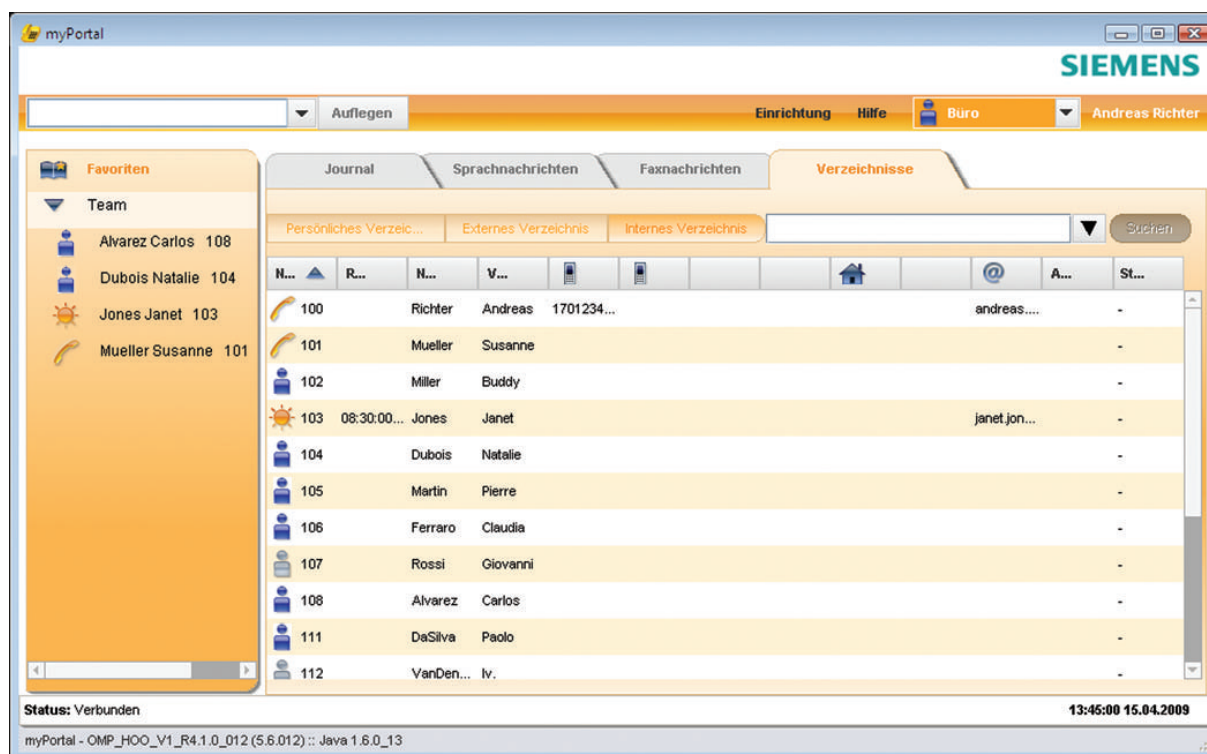 myPortal
SIEMENS
Auflegen Einrichtung Hilfe Büro Andreas Richter
Favoriten
Team
Alvarez Carlos 108
Dubois Natalie 104
Jones Janet 103
Mueller Susanne 101
Journal Sprachnachrichten Faxnachrichten Verzeichnisse
Persönliches Verzeic... Externes Verzeichnis Internes Verzeichnis Suchen
N... R... N... V... @ A... St...
100 Richter Andreas 1701234... andreas.... -
101 Mueller Susanne -
102 Miller Buddy -
103 08:30:00... Jones Janet janet.jon... -
104 Dubois Natalie -
105 Martin Pierre -
106 Ferraro Claudia -
107 Rossi Giovanni -
108 Alvarez Carlos -
111 DaSilva Paolo -
112 VanDen... Iv. -
Status: Verbunden 13:45:00 15.04.2009
myPortal - OMP_HOO_V1_R4.1.0_012 (5.6.012) :: Java 1.6.0_13